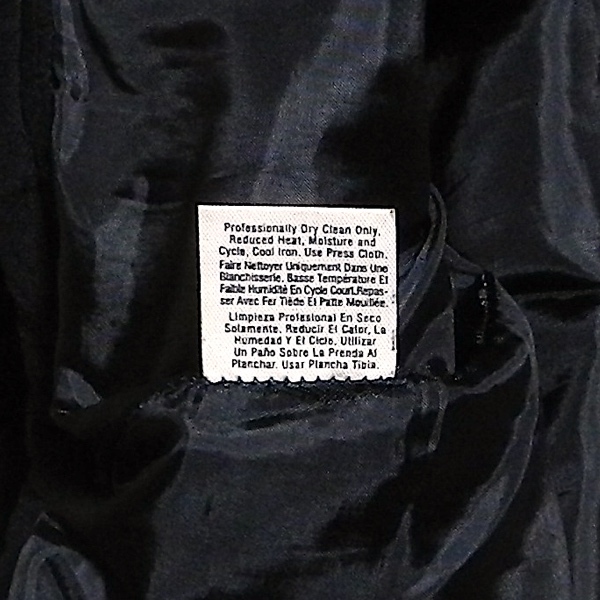 Professionally Dry Clean Only,
Reduced Heat, Moisture and
Cycle, Cool Iron. Use Press Cloth.
Faire Nettoyer Uniquement Dans Une
Blanchisserie, Basse Température Et
Faible Humidité En Cycle Court.Repas-
ser Avec Fer Tiède Et Patte Mouillée.
Limpieza Profesional En Seco
Solamente, Reducir El Calor, La
Humedad Y El Ciclo, Utilizar
Un Paño Sobre La Prenda Al
Planchar. Usar Plancha Tibia.